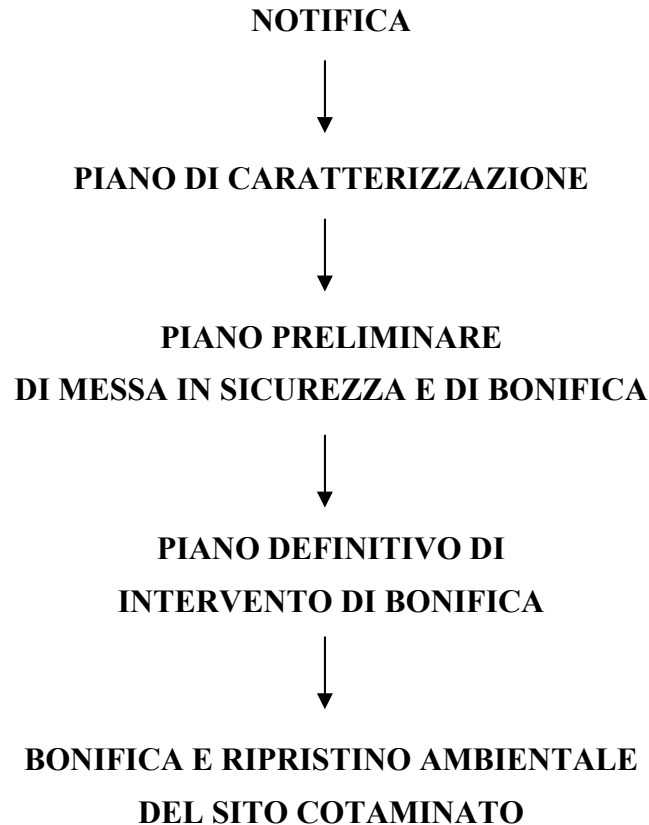 NOTIFICA
PIANO DI CARATTERIZZAZIONE
PIANO PRELIMINARE
DI MESSA IN SICUREZZA E DI BONIFICA
PIANO DEFINITIVO DI
INTERVENTO DI BONIFICA
BONIFICA E RIPRISTINO AMBIENTALE
DEL SITO COTAMINATO